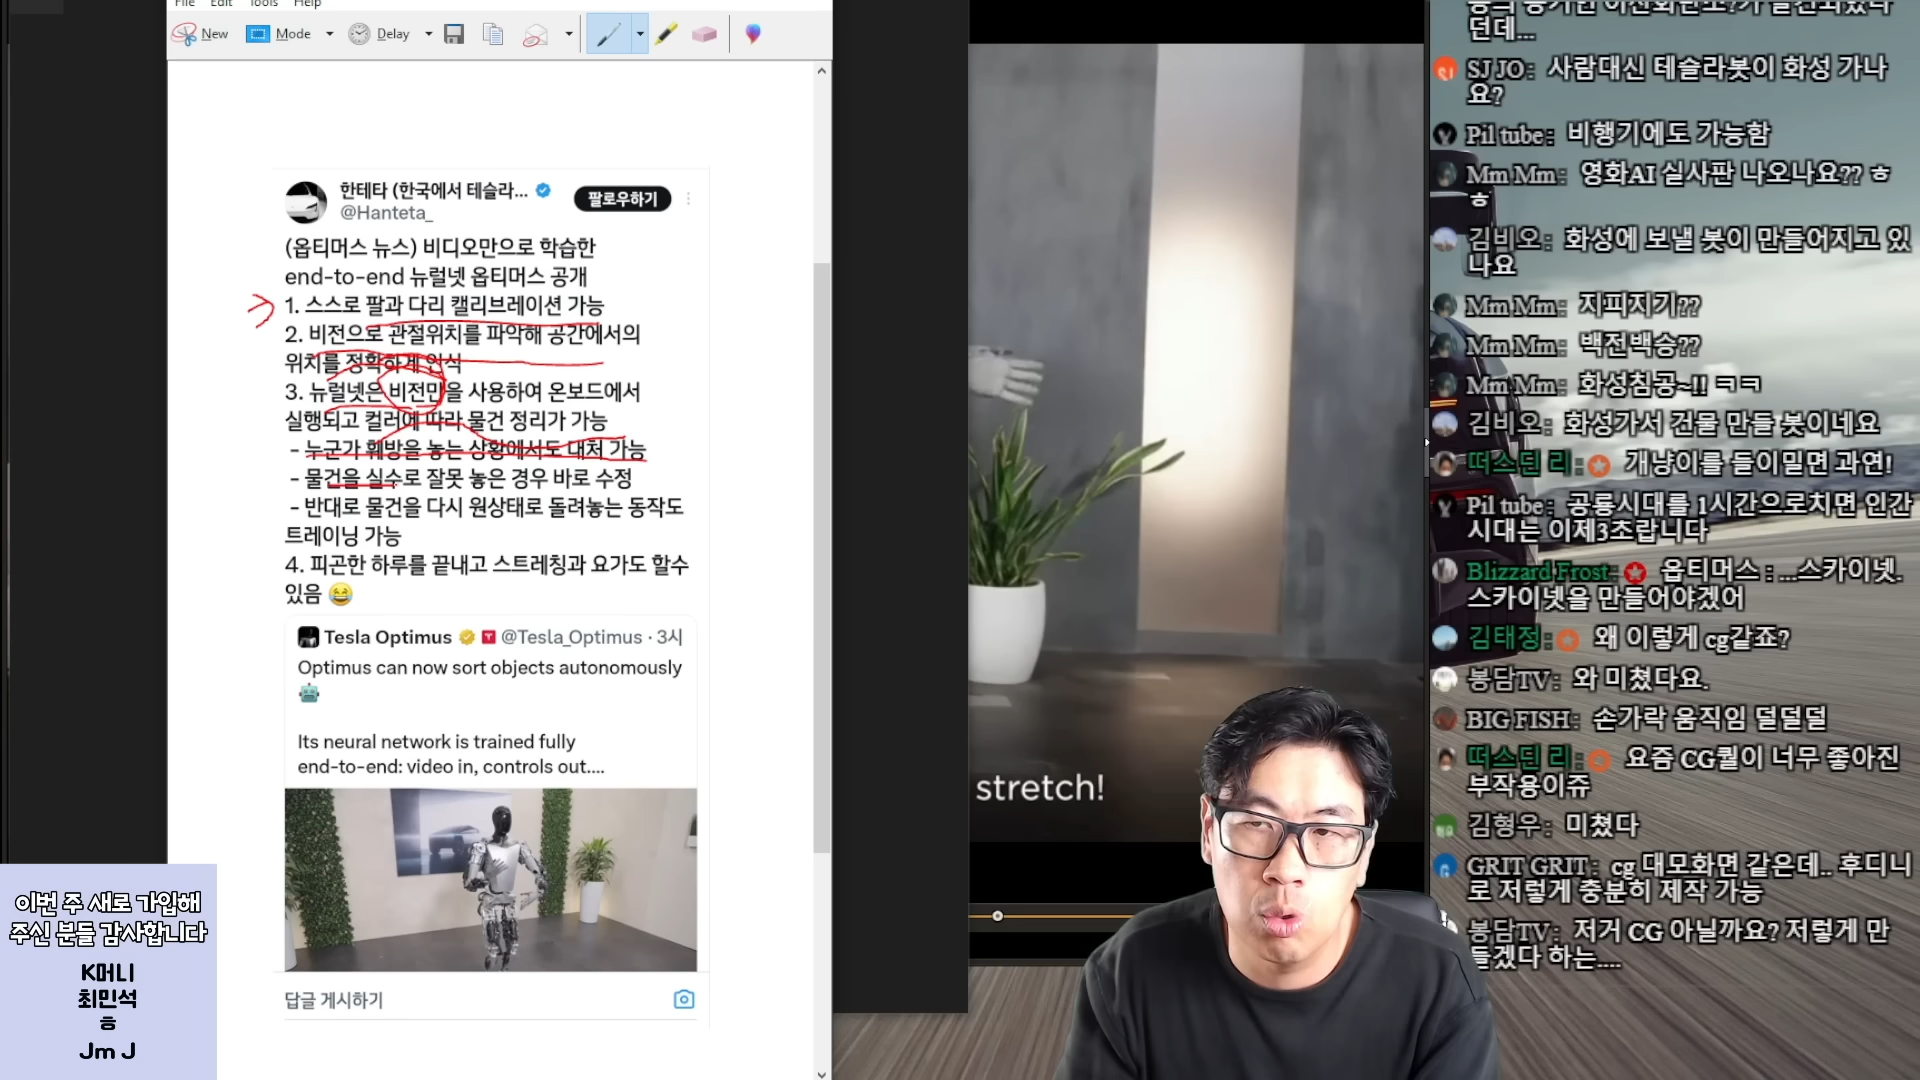 File Edit Tools Help
New Mode Delay
한테타 (한국에서 테슬라...
팔로우하기
@Hanteta_
(옵티머스 뉴스) 비디오만으로 학습한
end-to-end 뉴럴넷 옵티머스 공개
1. 스스로 팔과 다리 캘리브레이션 가능
2. 비전으로 관절위치를 파악해 공간에서의
위치를 정확하게 인식
3. 뉴럴넷은 비전만을 사용하여 온보드에서
실행되고 컬러에 따라 물건 정리가 가능
- 누군가 훼방을 놓는 상황에서도 대처 가능
- 물건을 실수로 잘못 놓은 경우 바로 수정
- 반대로 물건을 다시 원상태로 돌려놓는 동작도
트레이닝 가능
4. 피곤한 하루를 끝내고 스트레칭과 요가도 할수
있음 😂
Tesla Optimus @Tesla_Optimus · 3시
Optimus can now sort objects autonomously
🤖
Its neural network is trained fully
end-to-end: video in, controls out....
답글 게시하기
이번 주 새로 가입해
주신 분들 감사합니다
K머니
최민석
ㅎ
Jm J
stretch!
던데...
SJ JO: 사람대신 테슬라봇이 화성 가나
요?
Pil tube: 비행기에도 가능함
Mm Mm: 영화AI 실사판 나오나요?? ㅎ
ㅎ
김비오: 화성에 보낼 봇이 만들어지고 있
나요
Mm Mm: 지피지기??
Mm Mm: 백전백승??
Mm Mm: 화성침공~!! ㅋㅋ
김비오: 화성가서 건물 만들 봇이네요
떠스딘 리: 개냥이를 들이밀면 과연!
Pil tube: 공룡시대를 1시간으로치면 인간
시대는 이제3초랍니다
Blizzard Frost: 옵티머스 : ...스카이넷.
스카이넷을 만들어야겠어
김태정: 왜 이렇게 cg같죠?
봉담TV: 와 미쳤다요.
BIG FISH: 손가락 움직임 덜덜덜
떠스딘 리: 요즘 CG퀄이 너무 좋아진
부작용이쥬
김형우: 미쳤다
GRIT GRIT: cg 대모화면 같은데.. 후디니
로 저렇게 충분히 제작 가능
봉담TV: 저거 CG 아닐까요? 저렇게 만
들겠다 하는....